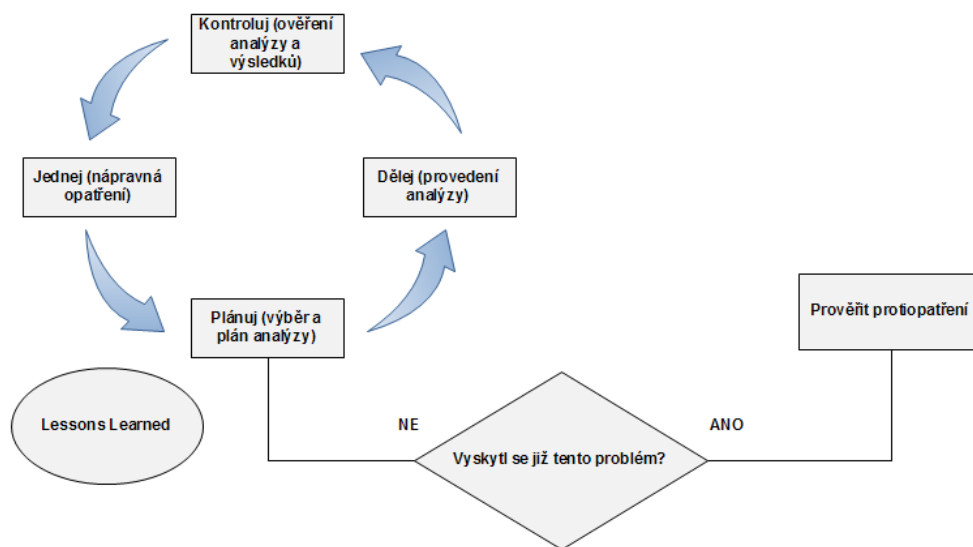 Kontroluj (ověření
analýzy a
výsledků)
Jednej (nápravná
opatření)
Dělej (provedení
analýzy)
Plánuj (výběr a
plán analýzy)
Prověřit protiopatření
Lessons Learned
NE
ANO
Vyskytl se již tento problém?